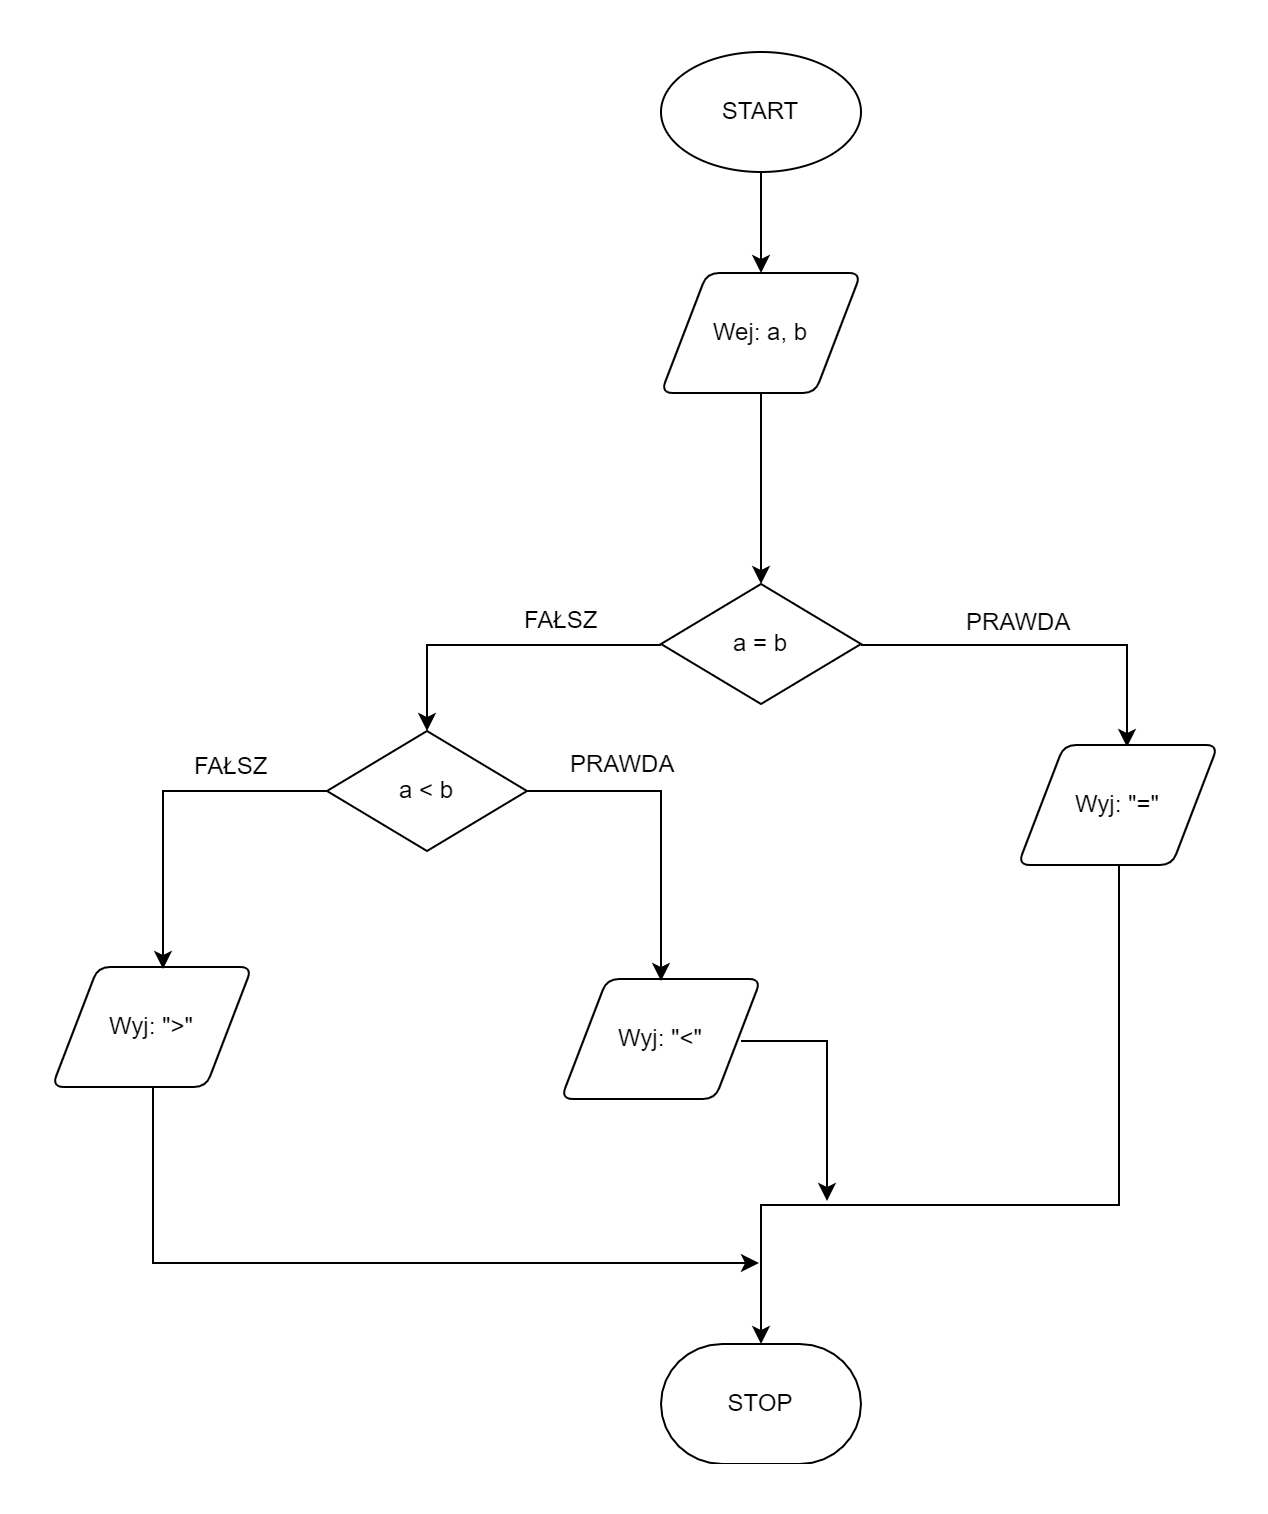 START
Wej: a, b
a = b
FAŁSZ
PRAWDA
a < b
FAŁSZ
PRAWDA
Wyj: "="
Wyj: ">"
Wyj: "<"
STOP